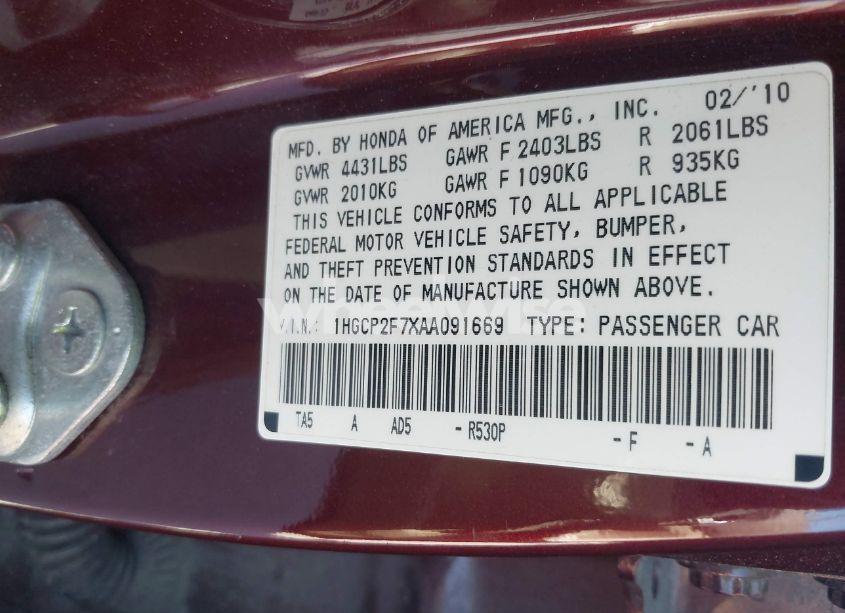 MFD. BY HONDA OF AMERICA MFG., INC. 02/'10
GVWR 4431LBS GAWR F 2403LBS R 2061LBS
GVWR 2010KG GAWR F 1090KG R 935KG
THIS VEHICLE CONFORMS TO ALL APPLICABLE
FEDERAL MOTOR VEHICLE SAFETY, BUMPER,
AND THEFT PREVENTION STANDARDS IN EFFECT
ON THE DATE OF MANUFACTURE SHOWN ABOVE.
V.I.N.: 1HGCP2F7XAA091669 TYPE: PASSENGER CAR
TA5 A AD5 -R530P -F -A